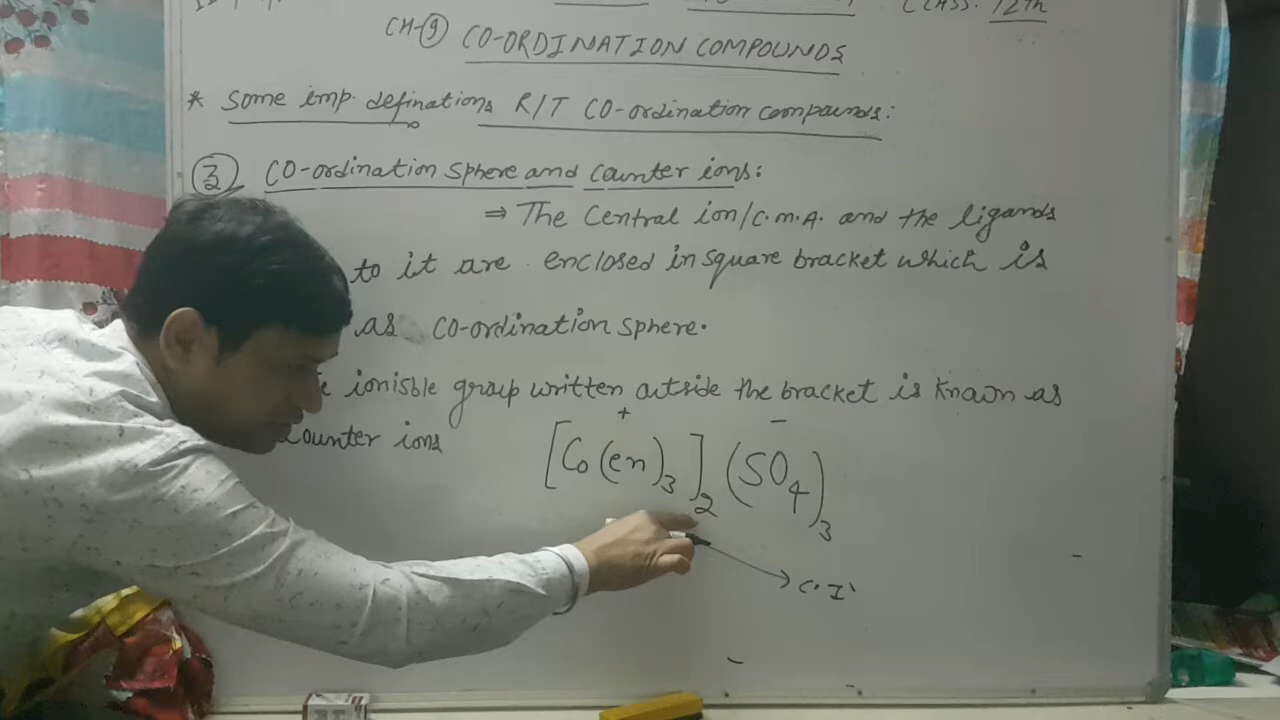 CLASS: 12th
CH-9 CO-ORDINATION COMPOUNDS
* Some imp. definations R/T CO-ordination compounds:
3 CO-ordination sphere and Counter ions:
⇒ The Central ion/C.M.A. and the ligands
to it are enclosed in square bracket which is
as CO-ordination sphere.
ionisble group written outside the bracket is known as
Counter ions
+ -
[Co(en)3]2 (SO4)3
C.I